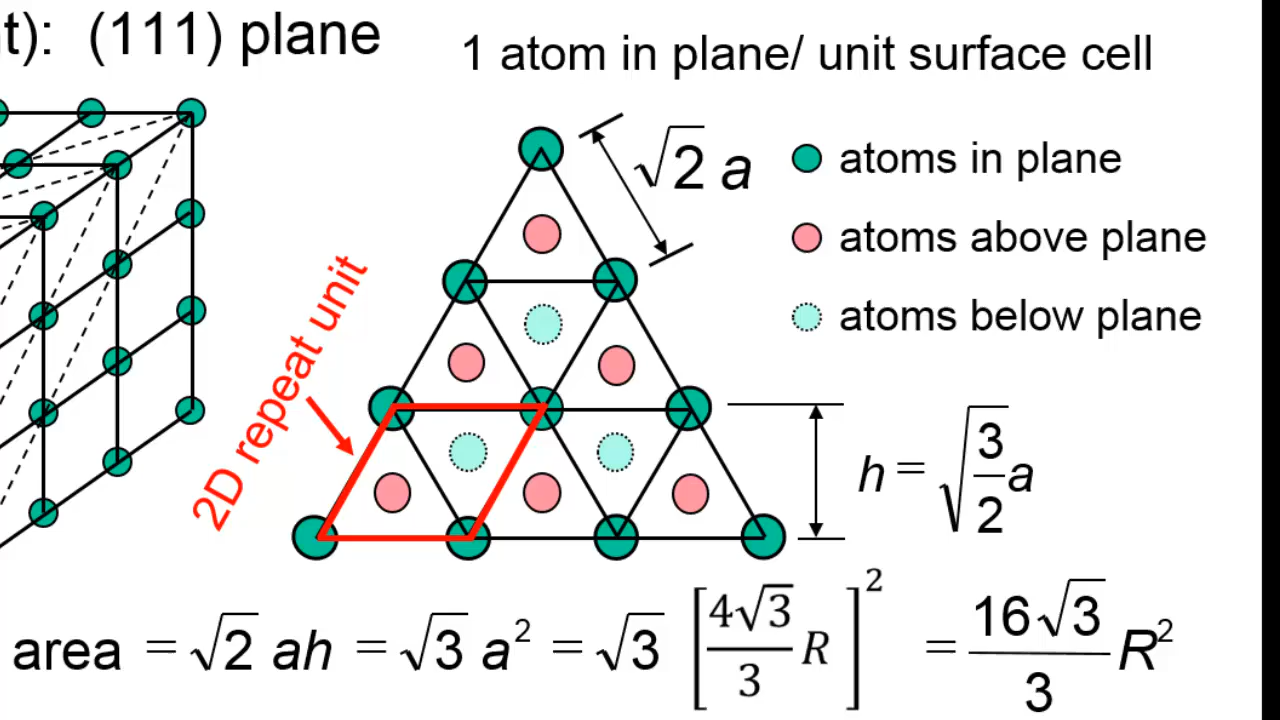 t): (111) plane
1 atom in plane/ unit surface cell
√2 a
atoms in plane
atoms above plane
atoms below plane
2D repeat unit
h = √(3/2) a
area = √2 ah = √3 a² = √3 [4√3/3 R]² = 16√3/3 R²